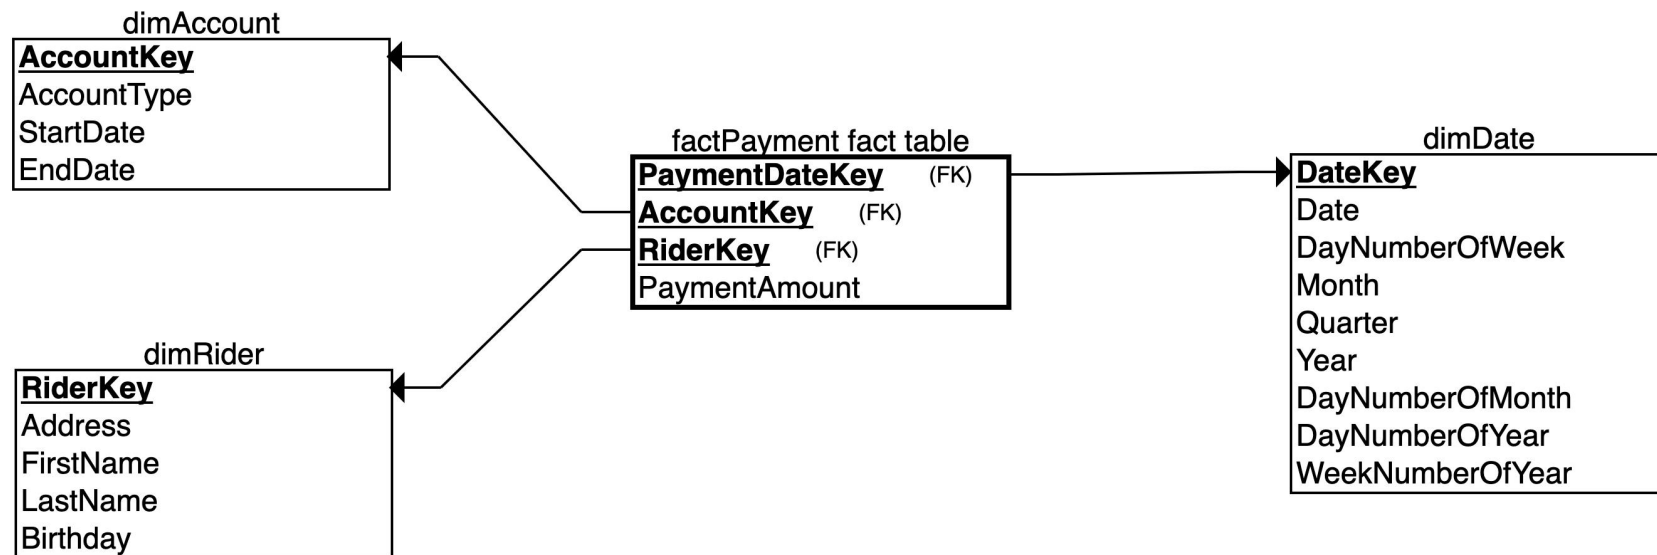 dimAccount
AccountKey
AccountType
StartDate
EndDate
factPayment fact table
PaymentDateKey (FK)
AccountKey (FK)
RiderKey (FK)
PaymentAmount
dimDate
DateKey
Date
DayNumberOfWeek
Month
Quarter
Year
DayNumberOfMonth
DayNumberOfYear
WeekNumberOfYear
dimRider
RiderKey
Address
FirstName
LastName
Birthday